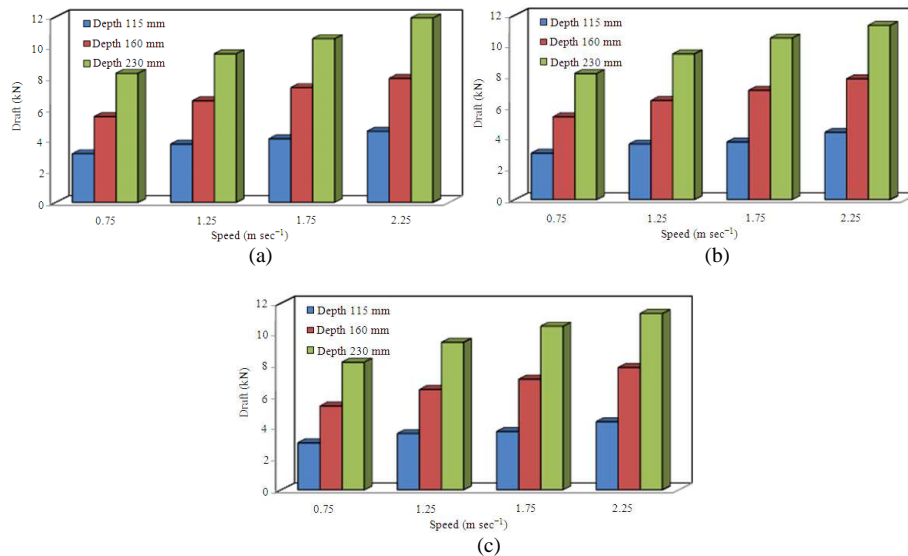 12
10
8
6
4
2
0
Draft (kN)
Depth 115 mm
Depth 160 mm
Depth 230 mm
0.75 1.25 1.75 2.25
Speed (m sec⁻¹)
(a)
12
10
8
6
4
2
0
Draft (kN)
Depth 115 mm
Depth 160 mm
Depth 230 mm
0.75 1.25 1.75 2.25
Speed (m sec⁻¹)
(b)
12
10
8
6
4
2
0
Draft (kN)
Depth 115 mm
Depth 160 mm
Depth 230 mm
0.75 1.25 1.75 2.25
Speed (m sec⁻¹)
(c)